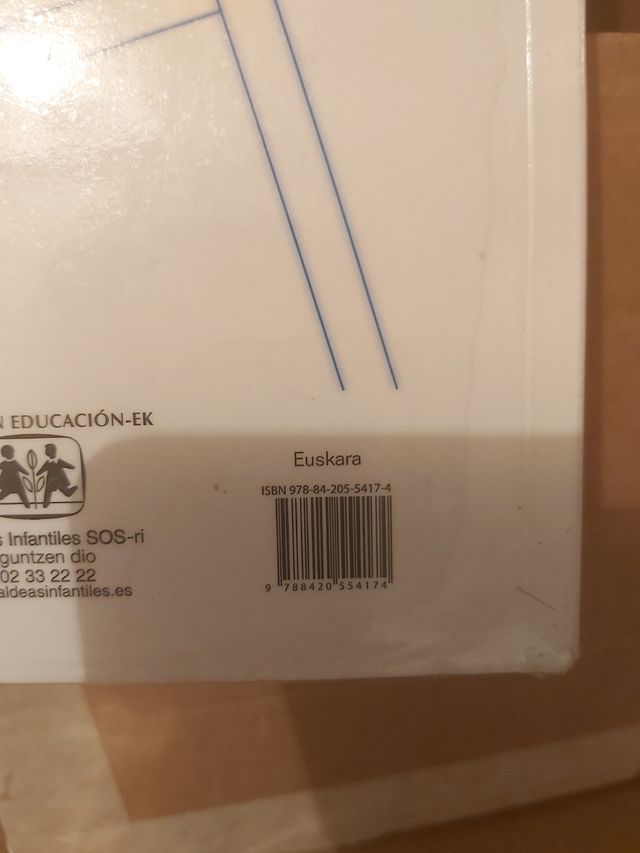 N EDUCACIÓN-EK
s Infantiles SOS-ri
guntzen dio
02 33 22 22
aldeasinfantiles.es
Euskara
ISBN 978-84-205-5417-4
9 788420 554174